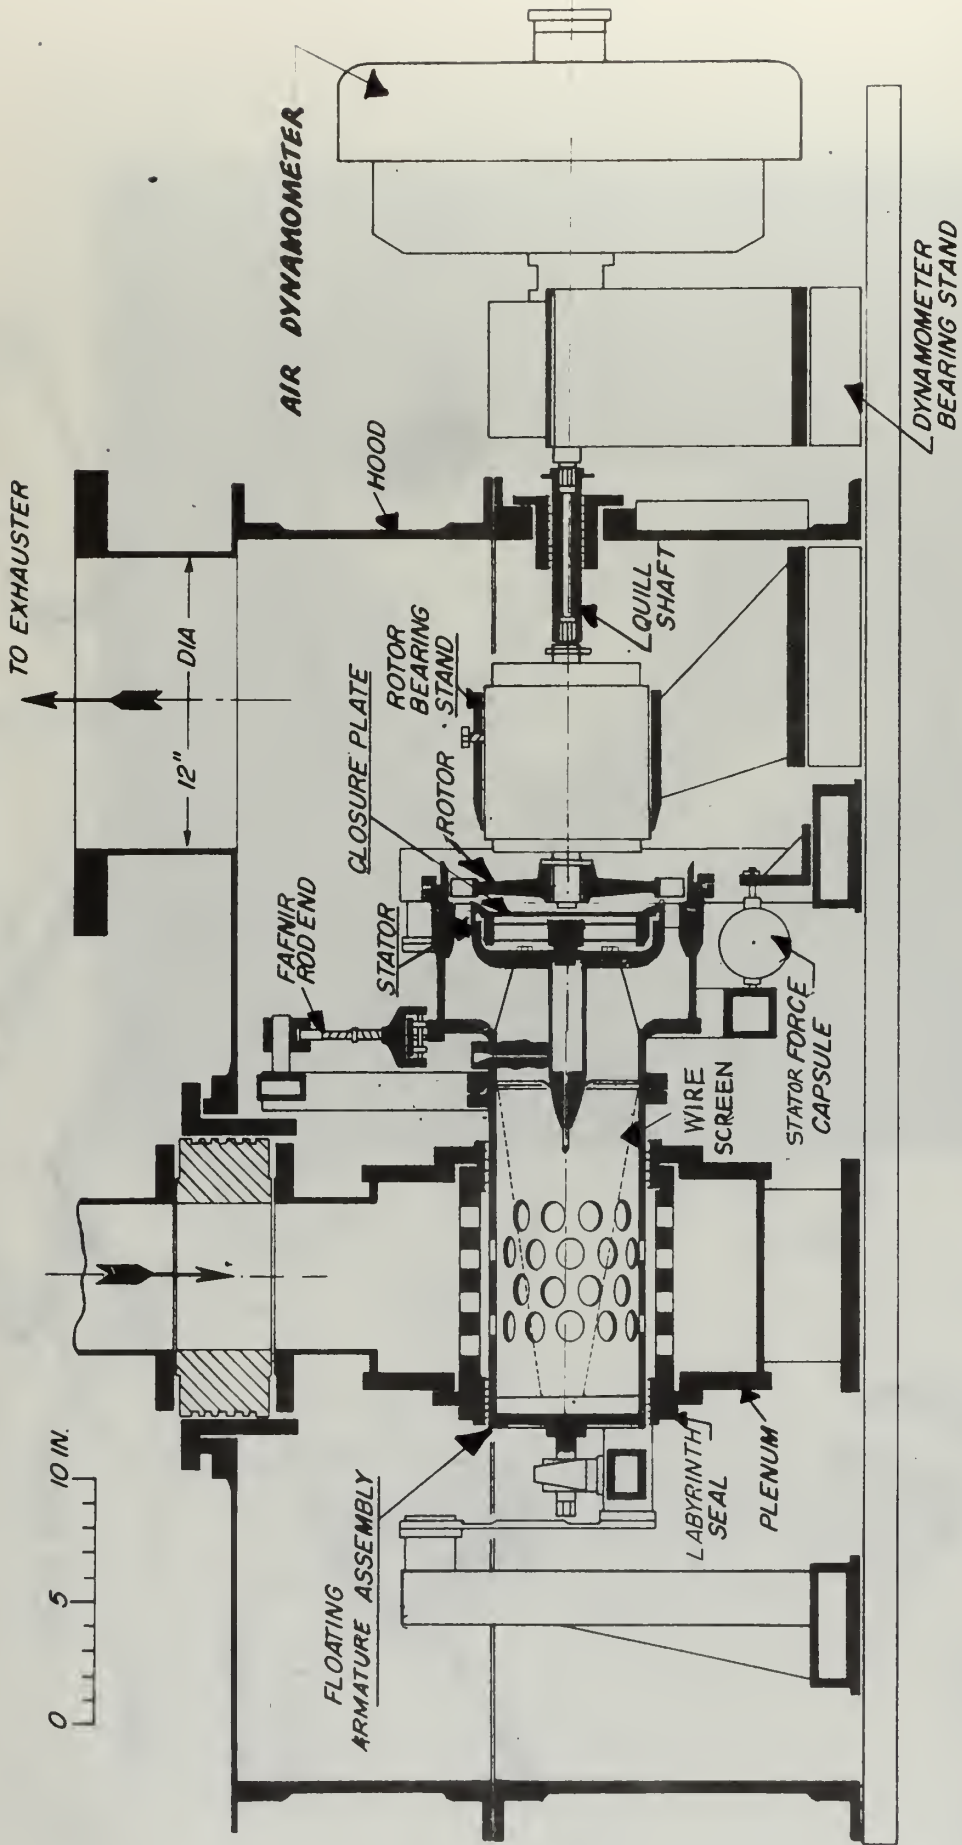 TO EXHAUSTER
12" DIA
AIR DYNAMOMETER
HOOD
DYNAMOMETER
BEARING STAND
QUILL
SHAFT
ROTOR
BEARING
STAND
CLOSURE PLATE
ROTOR
FAFNIR
ROD END
STATOR
STATOR FORCE
CAPSULE
WIRE
SCREEN
0 5 10 IN.
FLOATING
ARMATURE ASSEMBLY
LABYRINTH
SEAL
PLENUM